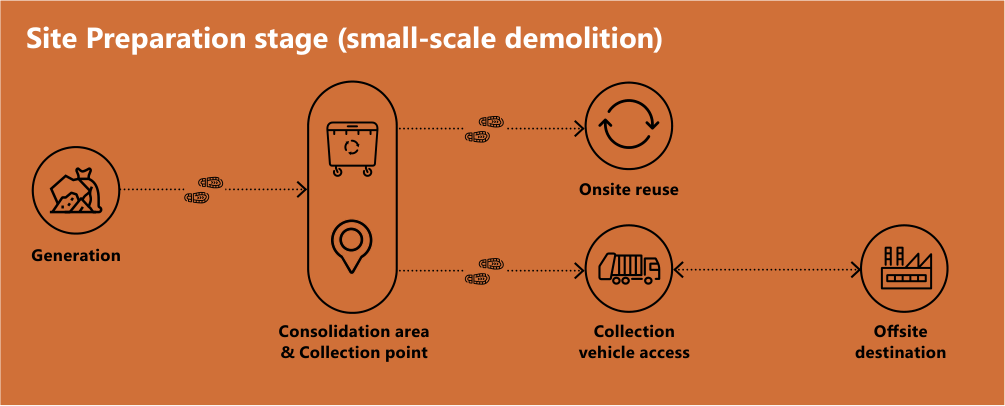 Site Preparation stage (small-scale demolition)
Onsite reuse
Generation
Consolidation area
& Collection point
Collection
vehicle access
Offsite
destination